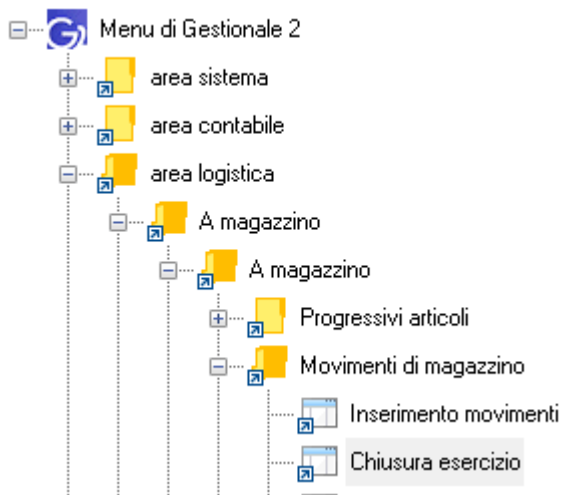 Menu di Gestionale 2
area sistema
area contabile
area logistica
A magazzino
A magazzino
Progressivi articoli
Movimenti di magazzino
Inserimento movimenti
Chiusura esercizio